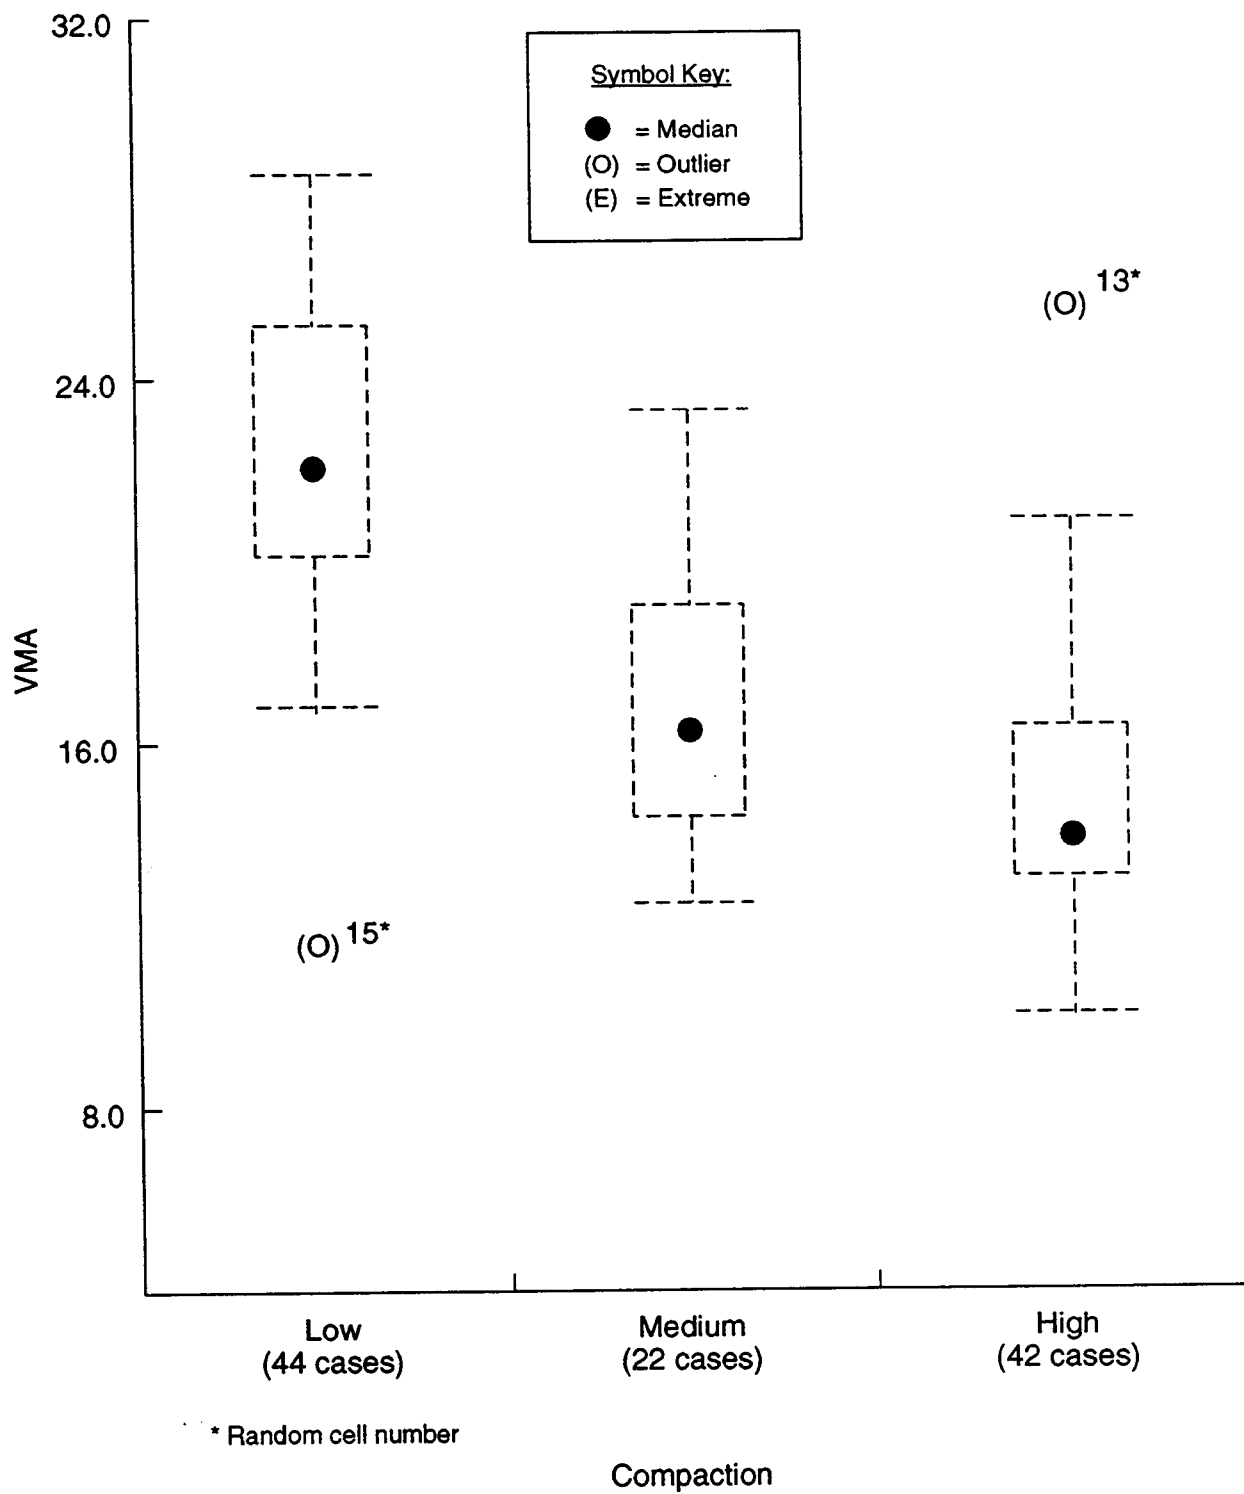 32.0
Symbol Key:
● = Median
(O) = Outlier
(E) = Extreme
(O) 13*
24.0
VMA
16.0
(O) 15*
8.0
Low
(44 cases)
Medium
(22 cases)
High
(42 cases)
* Random cell number
Compaction